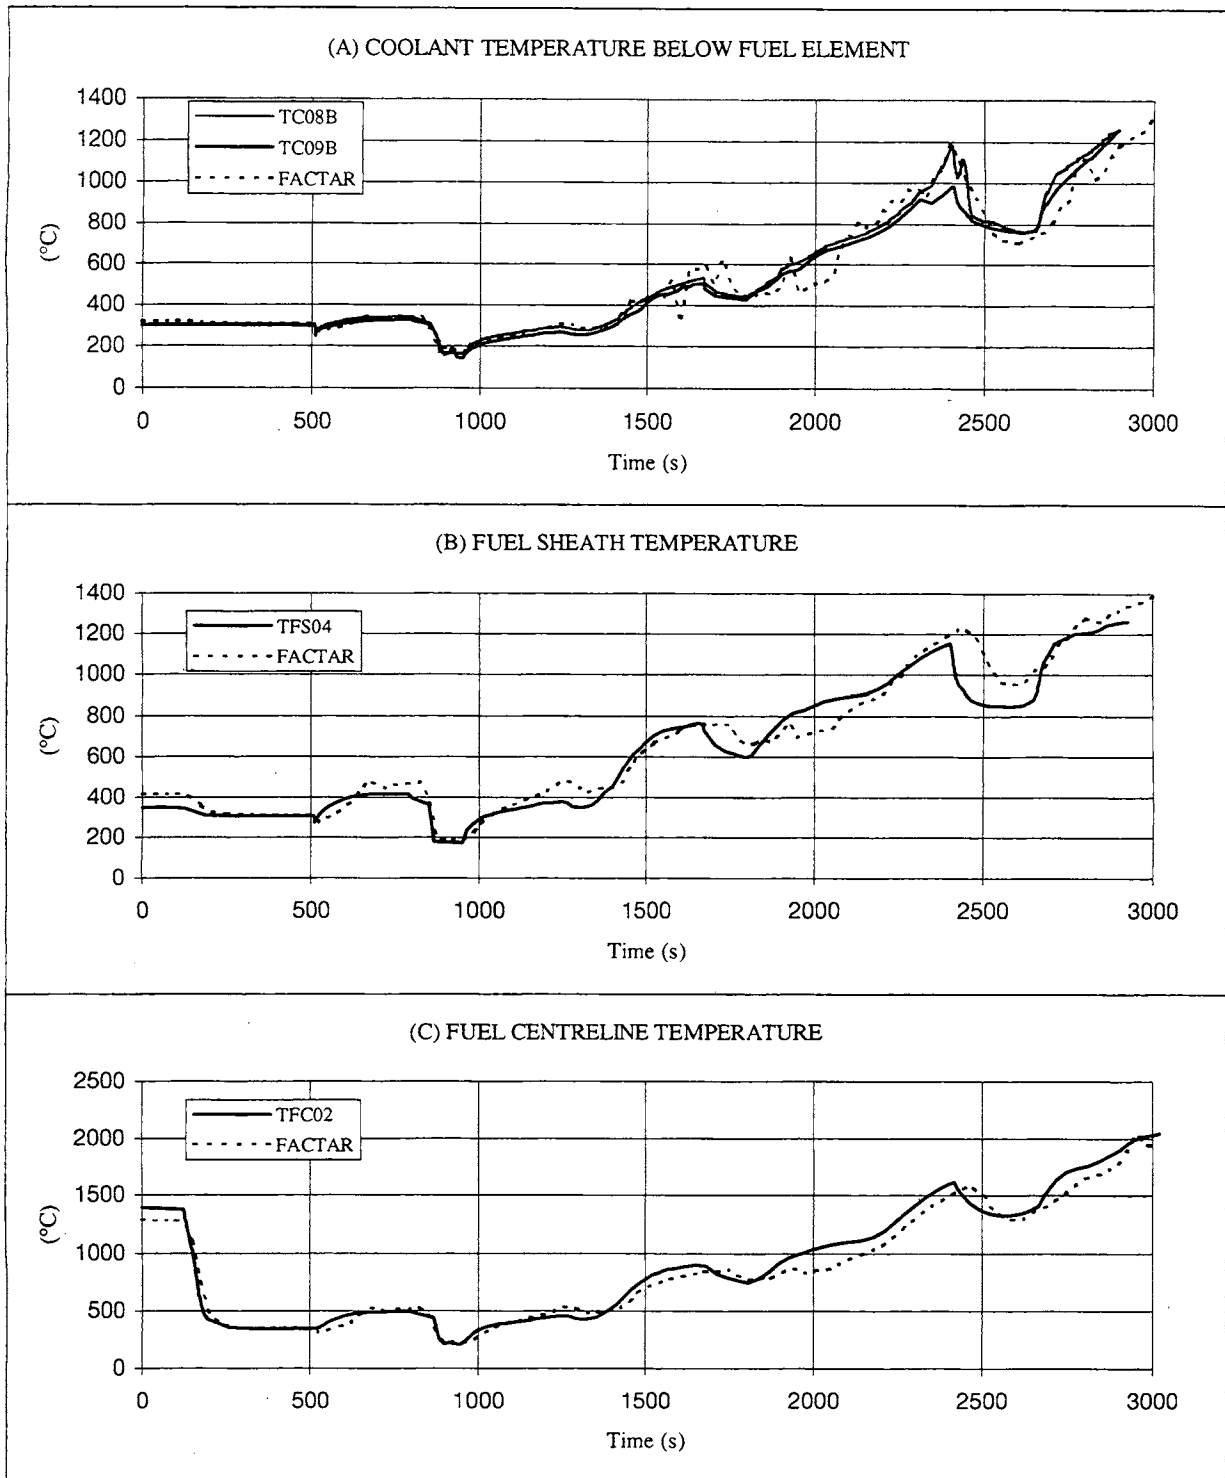 (A) COOLANT TEMPERATURE BELOW FUEL ELEMENT
1400
1200
1000
800
600
400
200
0
(°C)
TC08B
TC09B
FACTAR
0 500 1000 1500 2000 2500 3000
Time (s)
(B) FUEL SHEATH TEMPERATURE
1400
1200
1000
800
600
400
200
0
(°C)
TFS04
FACTAR
0 500 1000 1500 2000 2500 3000
Time (s)
(C) FUEL CENTRELINE TEMPERATURE
2500
2000
1500
1000
500
0
(°C)
TFC02
FACTAR
0 500 1000 1500 2000 2500 3000
Time (s)